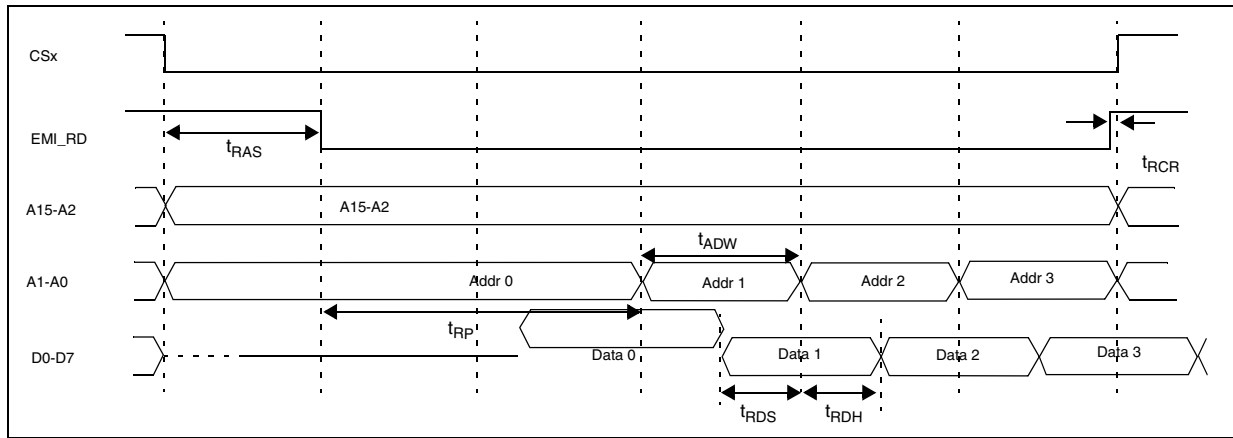 CSx
EMI_RD
tRAS
tRCR
A15-A2
A15-A2
tADW
A1-A0
Addr 0
Addr 1
Addr 2
Addr 3
tRP
D0-D7
Data 0
Data 1
Data 2
Data 3
tRDS
tRDH